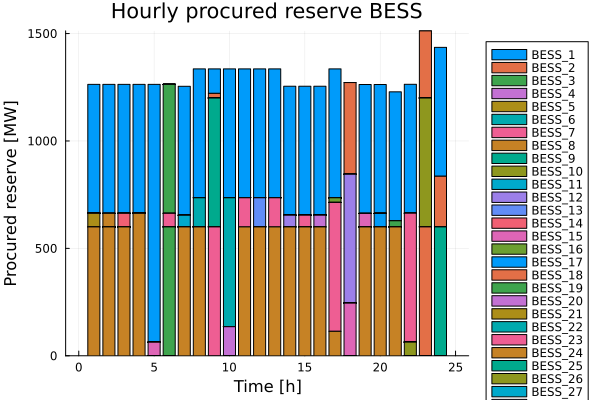 Hourly procured reserve BESS
Procured reserve [MW]
1500
1000
500
0
0 5 10 15 20 25
Time [h]
BESS_1
BESS_2
BESS_3
BESS_4
BESS_5
BESS_6
BESS_7
BESS_8
BESS_9
BESS_10
BESS_11
BESS_12
BESS_13
BESS_14
BESS_15
BESS_16
BESS_17
BESS_18
BESS_19
BESS_20
BESS_21
BESS_22
BESS_23
BESS_24
BESS_25
BESS_26
BESS_27